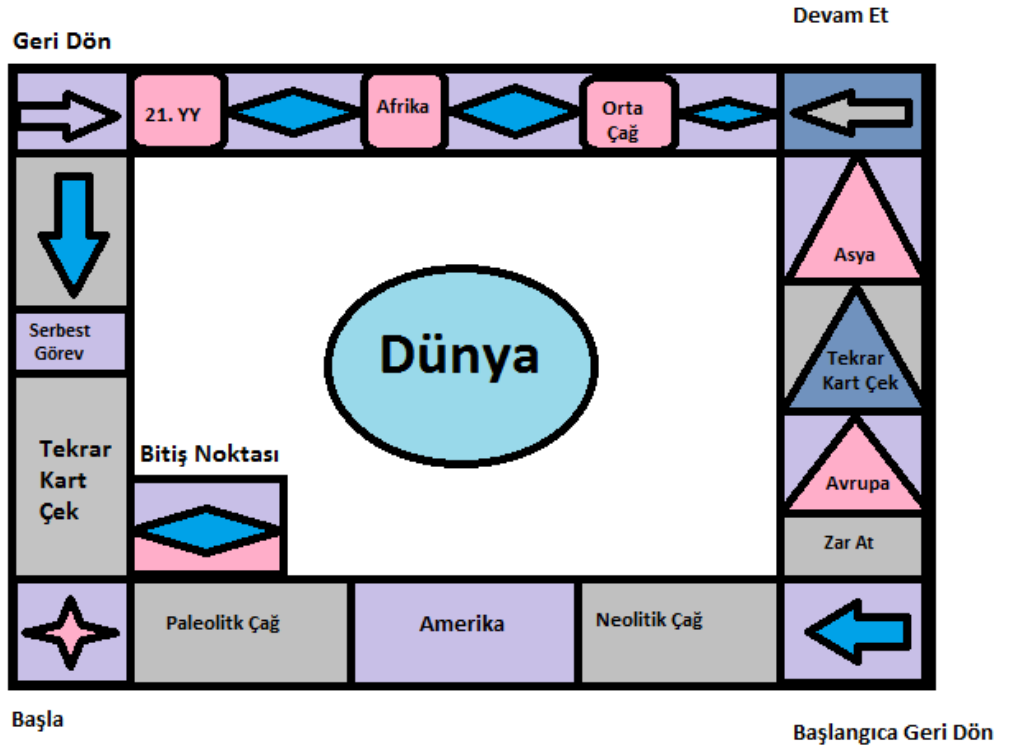 Devam Et
Geri Dön
21. YY
Afrika
Orta
Çağ
Asya
Serbest
Görev
Dünya
Tekrar
Kart Çek
Tekrar
Kart
Çek
Bitiş Noktası
Avrupa
Zar At
Paleolitk Çağ
Amerika
Neolitik Çağ
Başla
Başlangıca Geri Dön